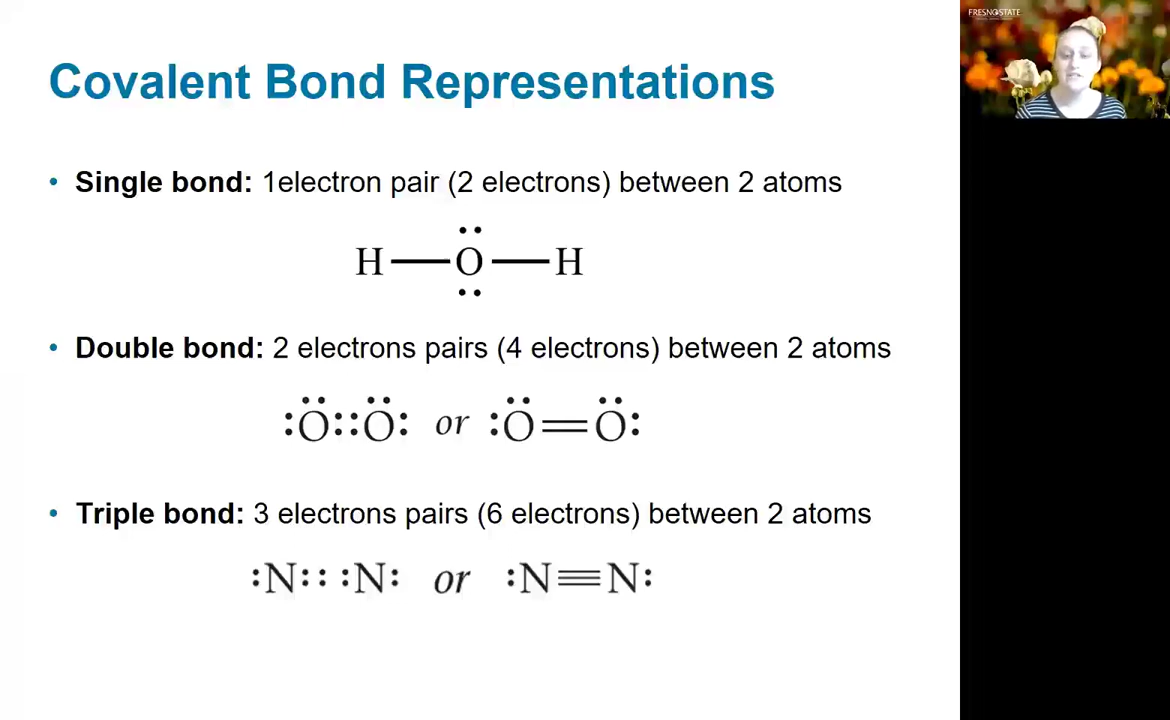 FRESNO STATE
Covalent Bond Representations
• Single bond: 1electron pair (2 electrons) between 2 atoms
H—O—H
• Double bond: 2 electrons pairs (4 electrons) between 2 atoms
:O::O: or :O=O:
• Triple bond: 3 electrons pairs (6 electrons) between 2 atoms
:N:: :N: or :N≡N: